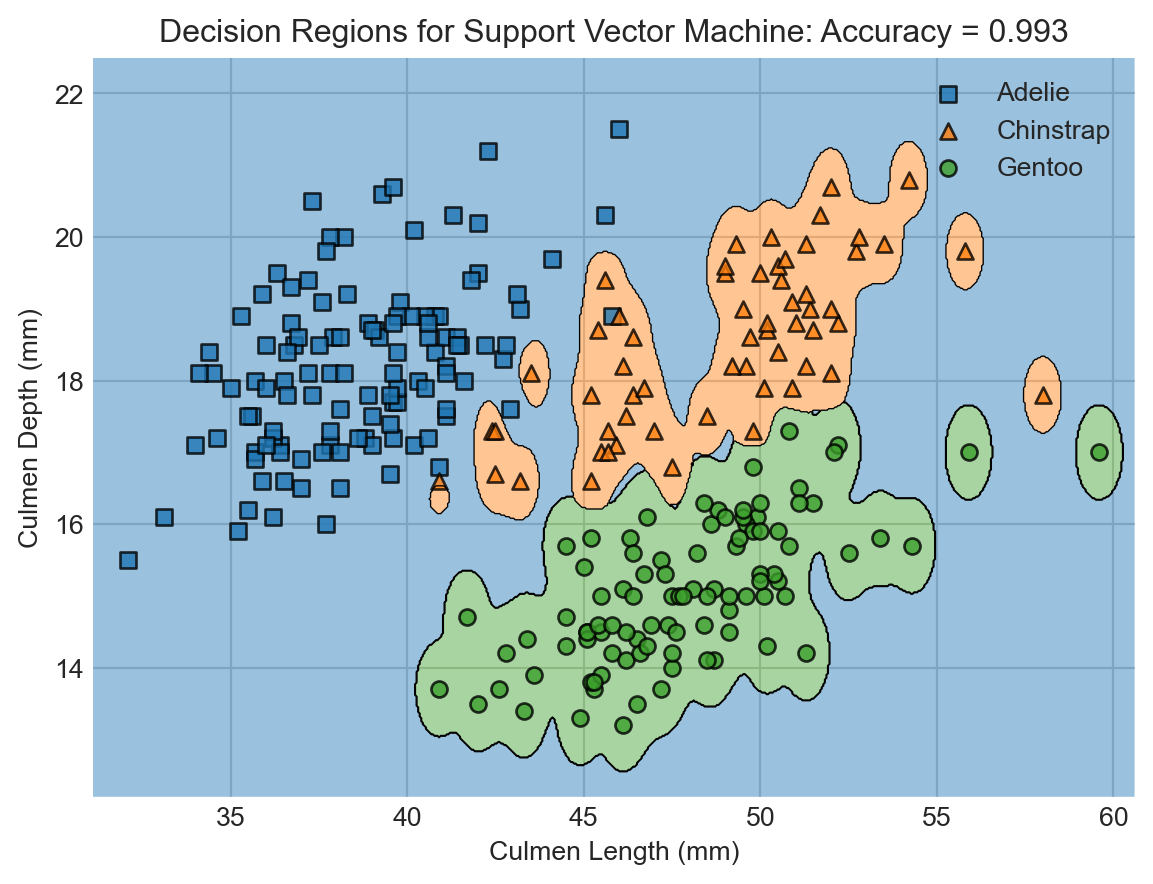 Decision Regions for Support Vector Machine: Accuracy = 0.993
Adelie
Chinstrap
Gentoo
22
20
18
16
14
Culmen Depth (mm)
35 40 45 50 55 60
Culmen Length (mm)